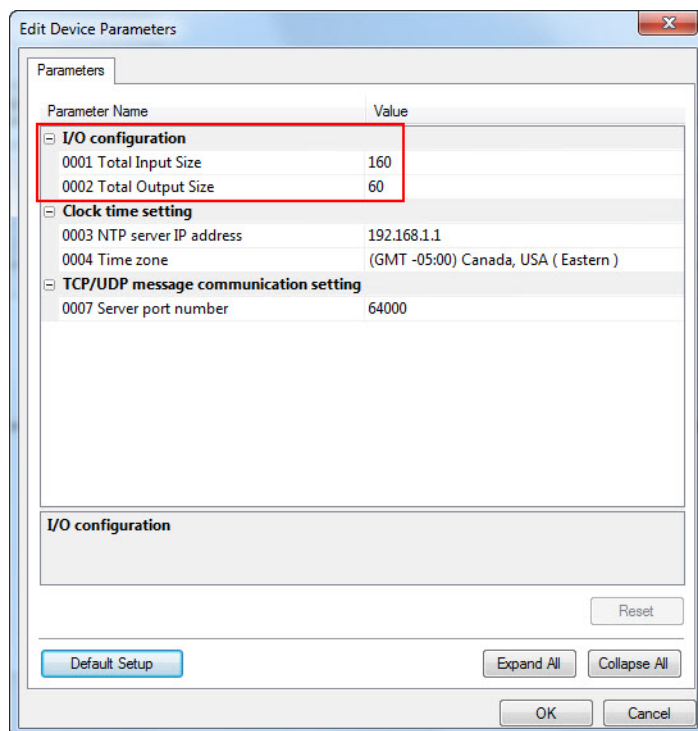 Edit Device Parameters
Parameters
Parameter Name Value
I/O configuration
0001 Total Input Size 160
0002 Total Output Size 60
Clock time setting
0003 NTP server IP address 192.168.1.1
0004 Time zone (GMT -05:00) Canada, USA ( Eastern )
TCP/UDP message communication setting
0007 Server port number 64000
I/O configuration
Reset
Default Setup Expand All Collapse All
OK Cancel